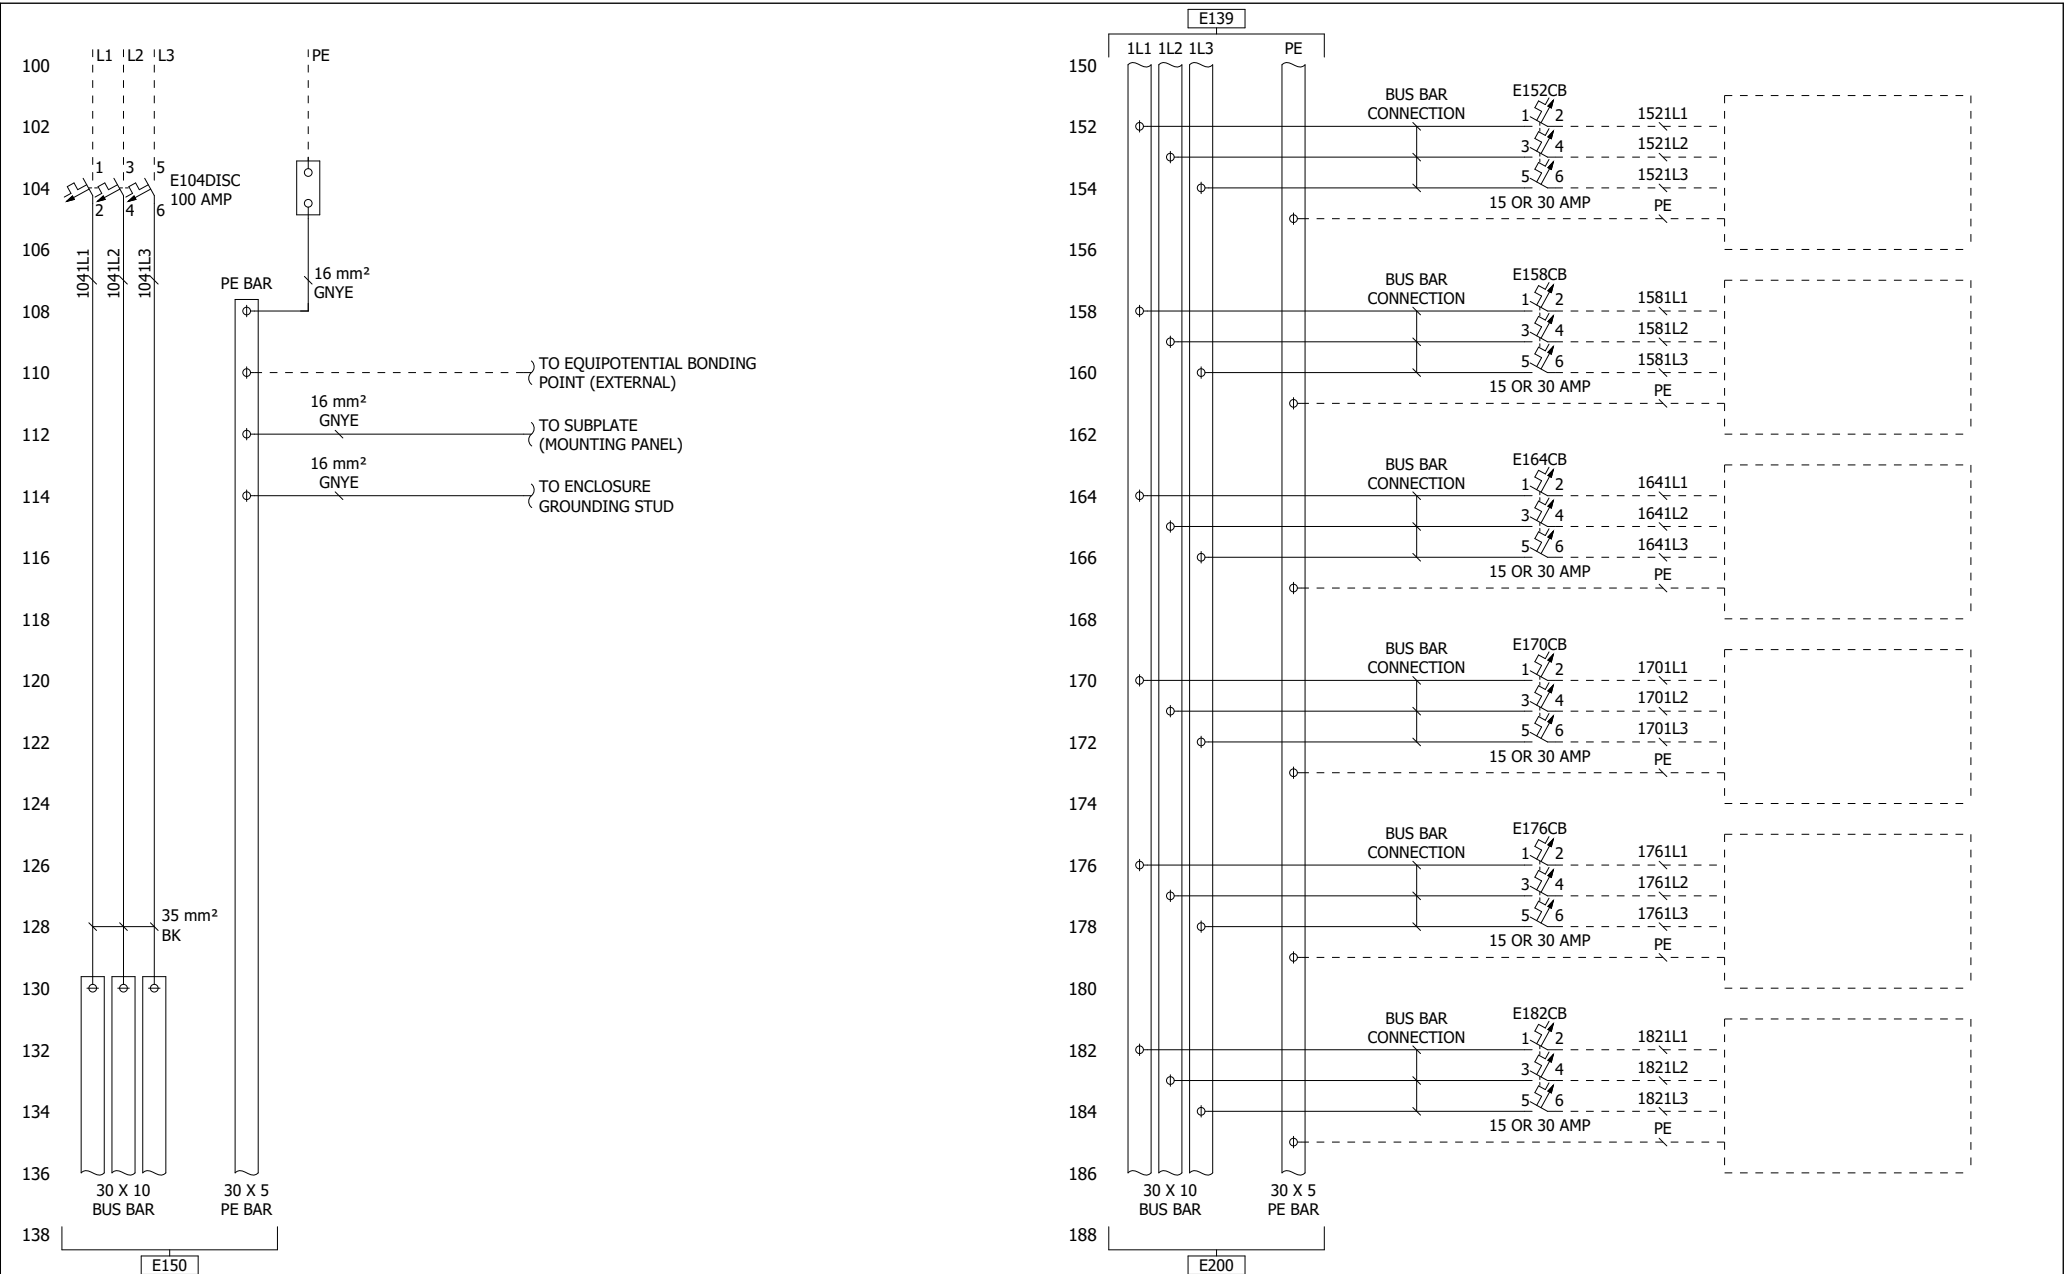 L1 L2 L3 PE
100
102
1 3 5
104
E104DISC
100 AMP
2 4 6
106
1041L1
1041L2
1041L3
16 mm²
GNYE
PE BAR
108
110
TO EQUIPOTENTIAL BONDING
POINT (EXTERNAL)
16 mm²
GNYE
112
TO SUBPLATE
(MOUNTING PANEL)
16 mm²
GNYE
114
TO ENCLOSURE
GROUNDING STUD
116
118
120
122
124
126
128
35 mm²
BK
130
132
134
136
30 X 10
BUS BAR
30 X 5
PE BAR
138
E150
E139
1L1 1L2 1L3 PE
150
BUS BAR
CONNECTION
E152CB
152
1 2 1521L1
3 4 1521L2
154
5 6 1521L3
15 OR 30 AMP PE
156
BUS BAR
CONNECTION
E158CB
158
1 2 1581L1
3 4 1581L2
160
5 6 1581L3
15 OR 30 AMP PE
162
BUS BAR
CONNECTION
E164CB
164
1 2 1641L1
3 4 1641L2
166
5 6 1641L3
15 OR 30 AMP PE
168
BUS BAR
CONNECTION
E170CB
170
1 2 1701L1
3 4 1701L2
172
5 6 1701L3
15 OR 30 AMP PE
174
BUS BAR
CONNECTION
E176CB
176
1 2 1761L1
3 4 1761L2
178
5 6 1761L3
15 OR 30 AMP PE
180
BUS BAR
CONNECTION
E182CB
182
1 2 1821L1
3 4 1821L2
184
5 6 1821L3
15 OR 30 AMP PE
186
30 X 10
BUS BAR
30 X 5
PE BAR
188
E200